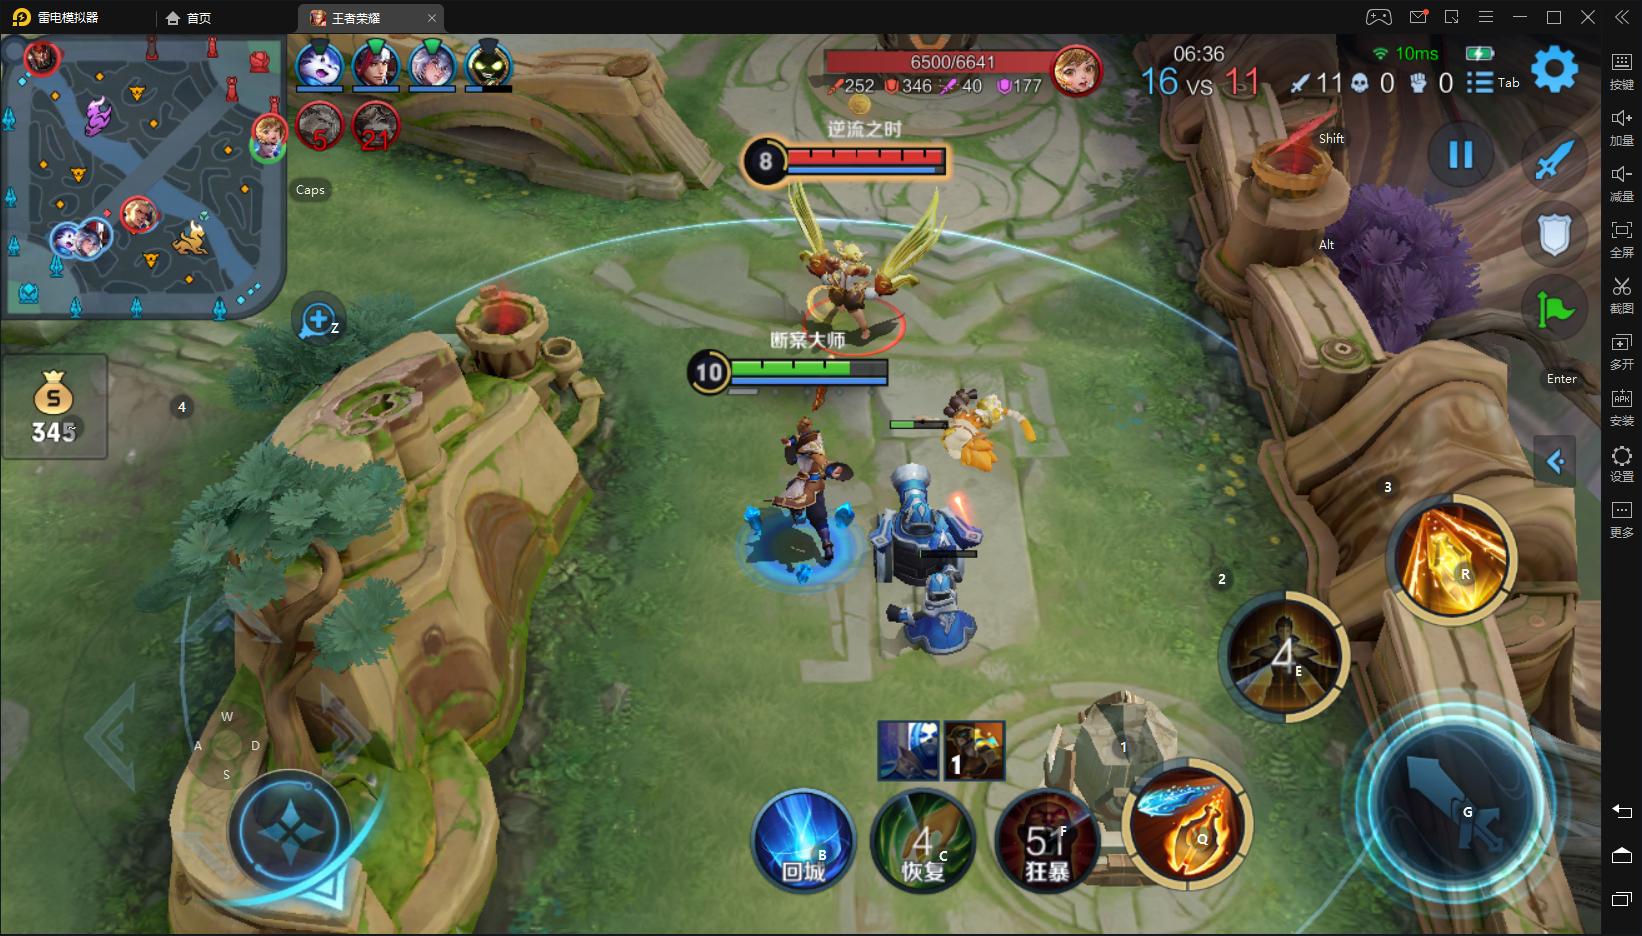 雷电模拟器
首页
王者荣耀
6500/6641
252 346 40 177
06:36
10ms
16 vs 11
11 0 0
Tab
按键
加量
减量
全屏
截图
多开
安装
设置
更多
5 21
Caps
Shift
Alt
Enter
逆流之时
8
断案大师
10
Z
345
4
3
R
2
4
E
W
A D
S
1
1
回城
B
4
恢复
C
51
狂暴
F
Q
G